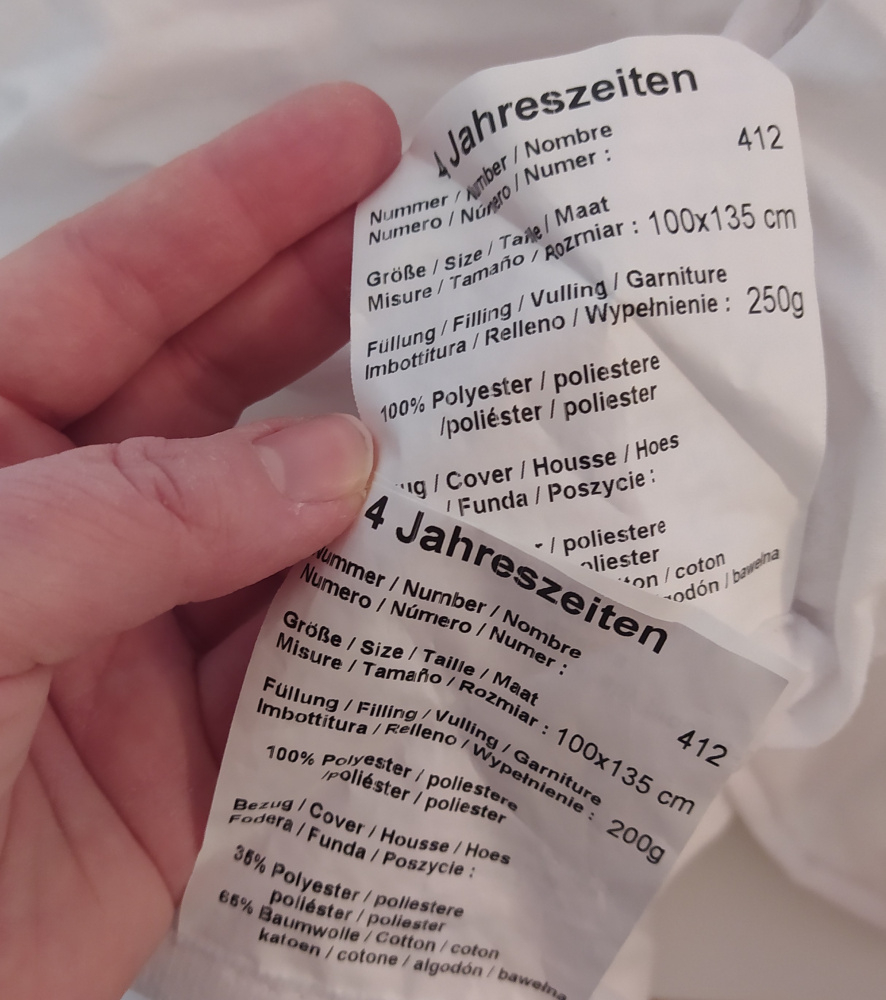 4 Jahreszeiten
Nummer / Number / Nombre
Numero / Número / Numer :
412
Größe / Size / Taille / Maat
Misure / Tamaño / Rozmiar : 100x135 cm
Füllung / Filling / Vulling / Garniture
Imbottitura / Relleno / Wypełnienie : 250g
100% Polyester / poliestere
/poliéster / poliester
ug / Cover / Housse / Hoes
/ Funda / Poszycie :
- / poliestere
oliester
ton / coton
odón / bawełna
4 Jahreszeiten
Nummer / Number / Nombre
Numero / Número / Numer :
412
Größe / Size / Taille / Maat
Misure / Tamaño / Rozmiar : 100x135 cm
Füllung / Filling / Vulling / Garniture
Imbottitura / Relleno / Wypełnienie : 200g
100% Polyester / poliestere
/poliéster / poliester
Bezug / Cover / Housse / Hoes
Fodera / Funda / Poszycie :
Polyester / poliestere
poliéster / poliester
Baumwolle / Cotton / coton
katoen / cotone / algodón / bawełna